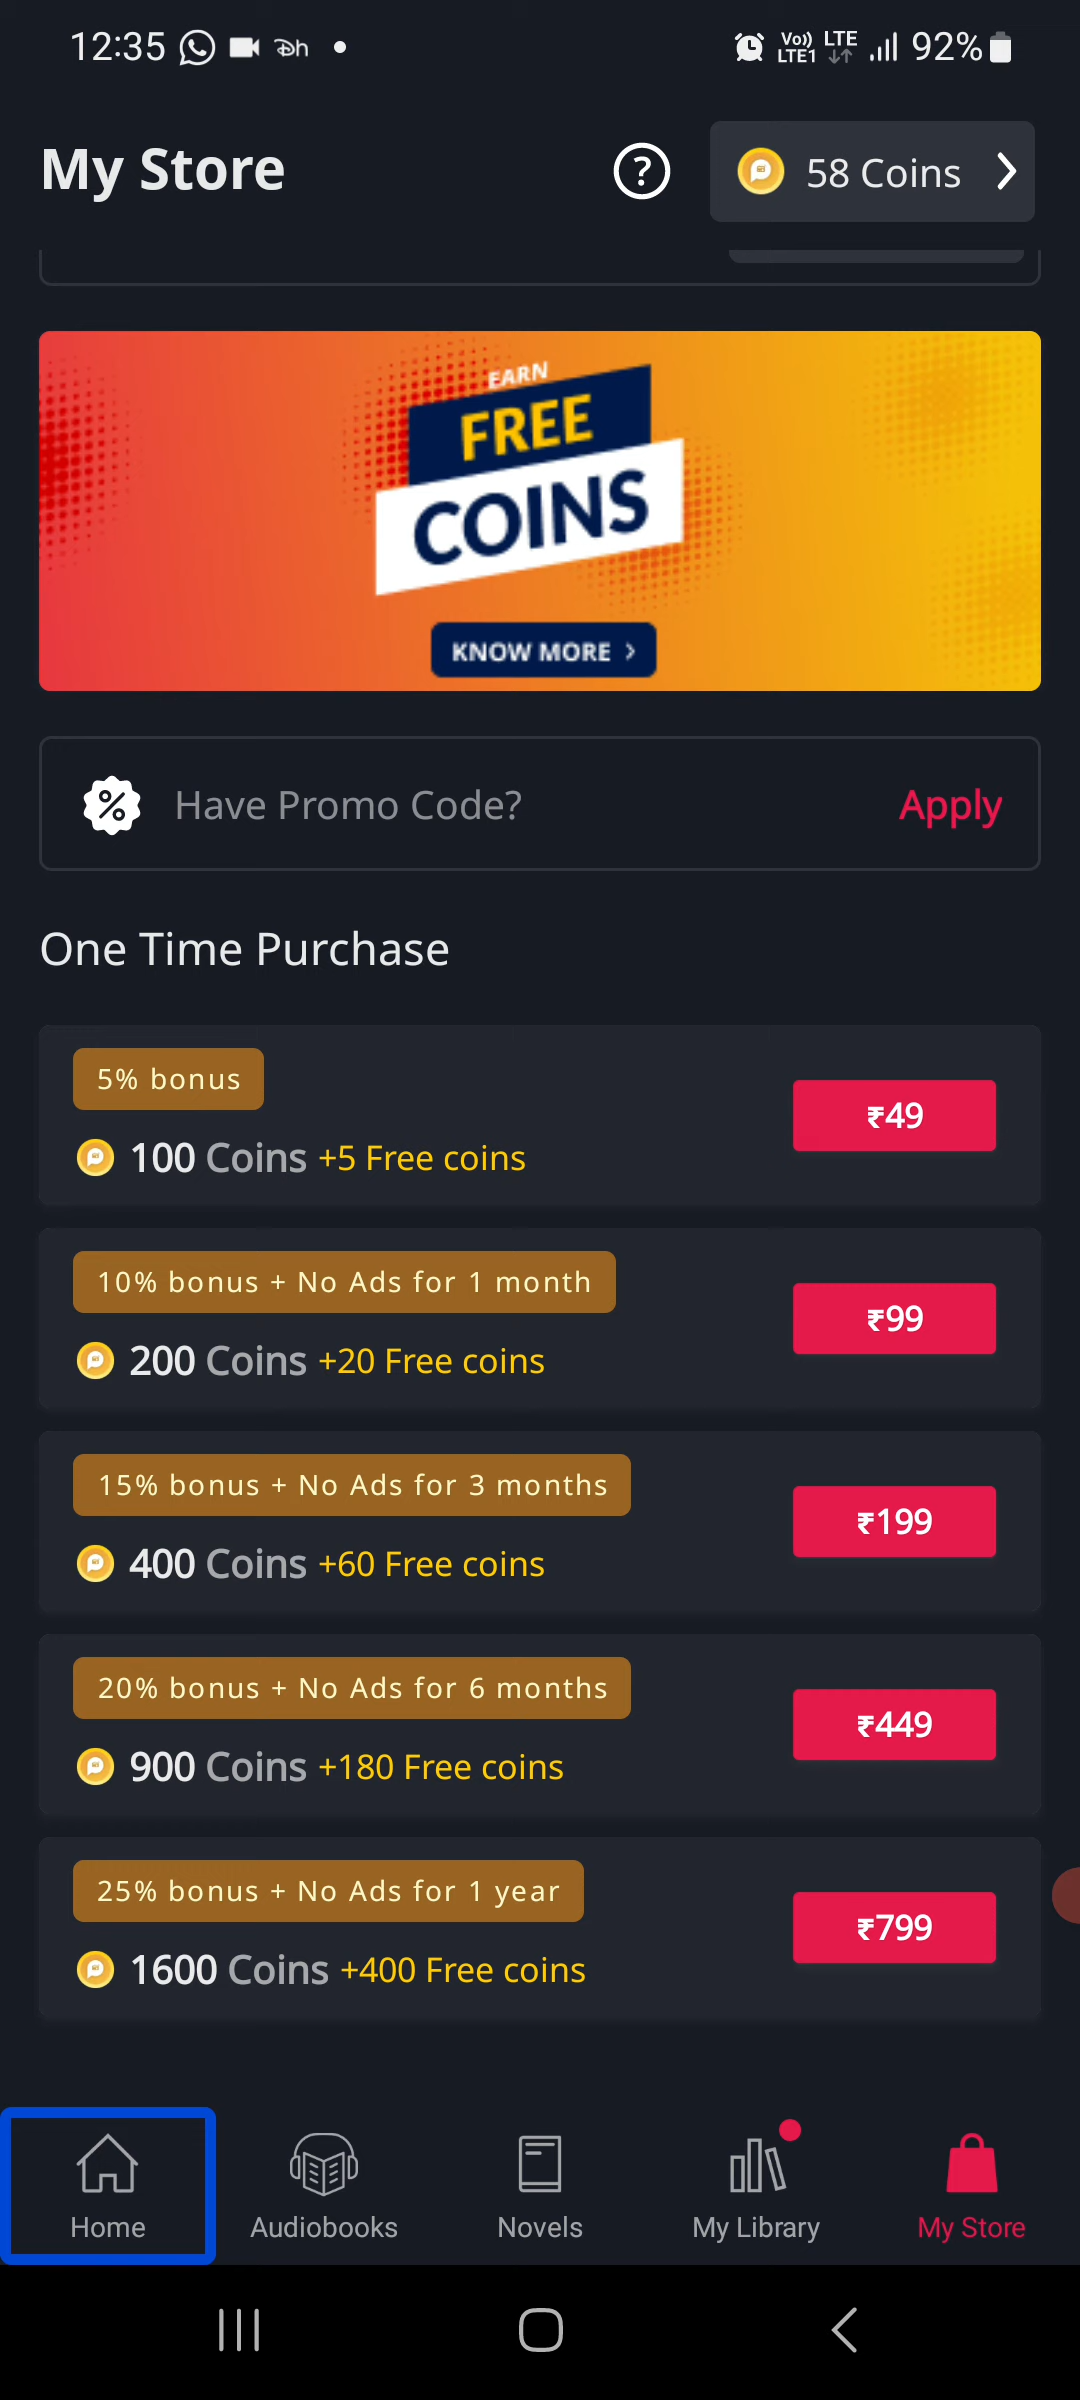 12:35
Vo)) LTE1 LTE 92%
My Store
? 58 Coins
EARN
FREE
COINS
KNOW MORE >
% Have Promo Code? Apply
One Time Purchase
5% bonus
100 Coins +5 Free coins
₹49
10% bonus + No Ads for 1 month
200 Coins +20 Free coins
₹99
15% bonus + No Ads for 3 months
400 Coins +60 Free coins
₹199
20% bonus + No Ads for 6 months
900 Coins +180 Free coins
₹449
25% bonus + No Ads for 1 year
1600 Coins +400 Free coins
₹799
Home Audiobooks Novels My Library My Store